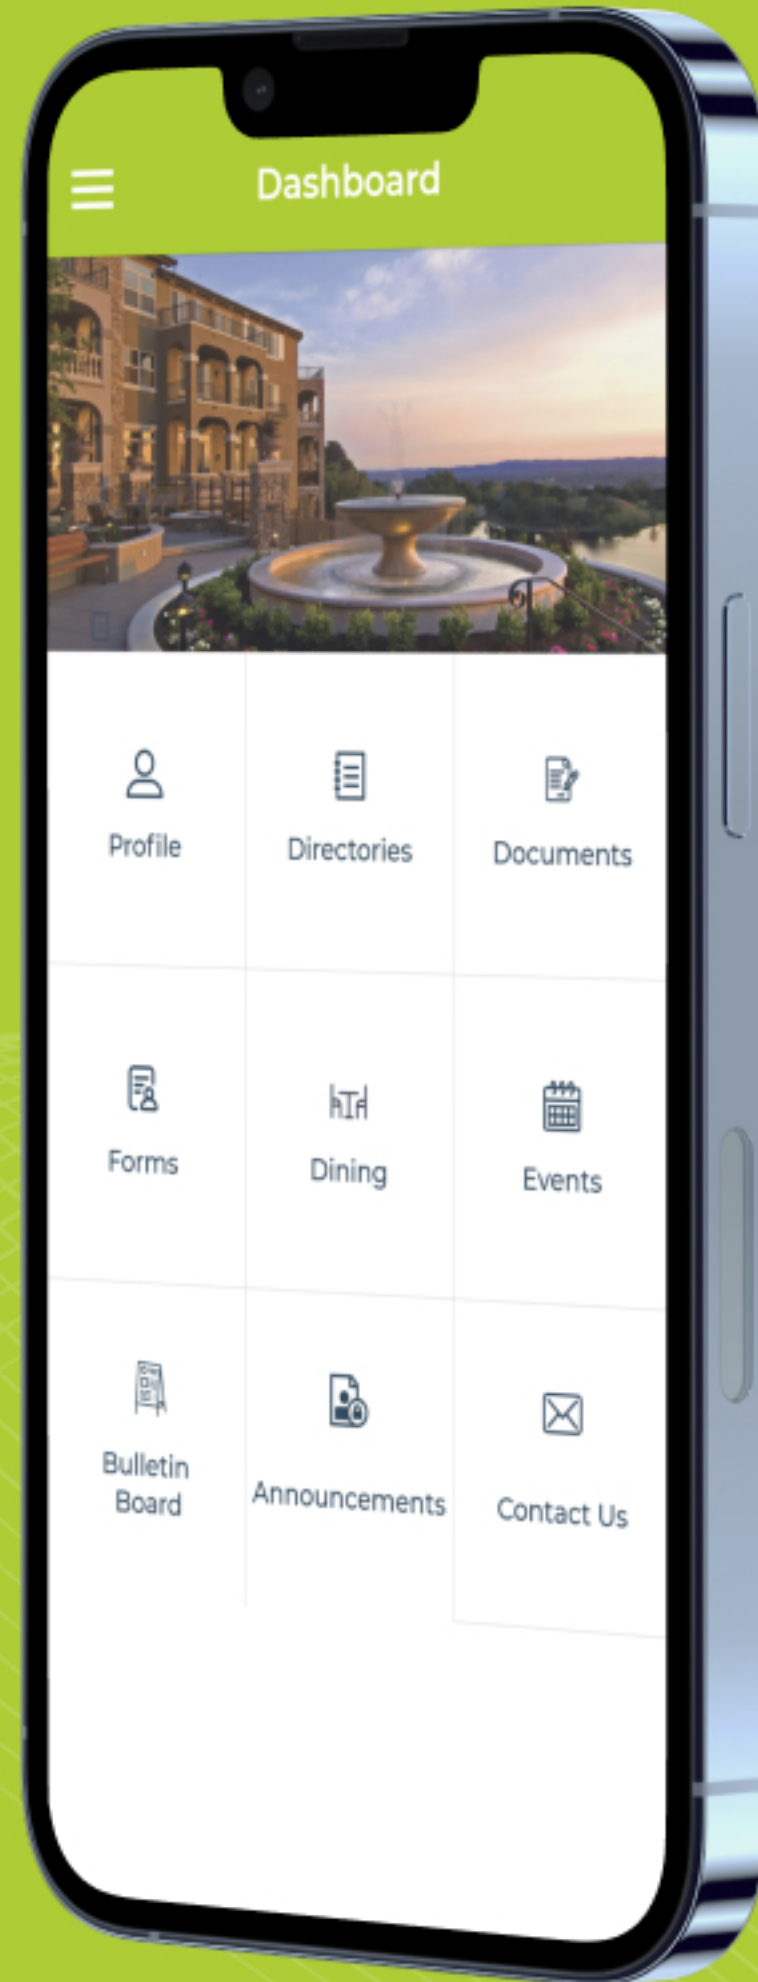 Dashboard
Profile
Directories
Documents
Forms
Dining
Events
Bulletin
Board
Announcements
Contact Us